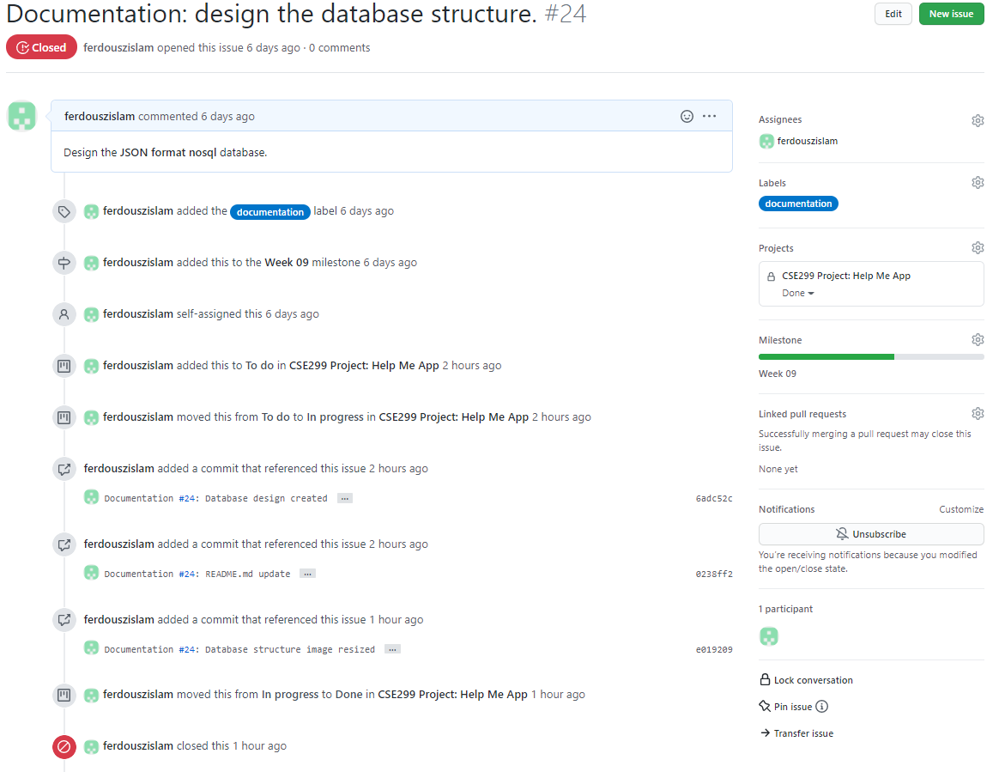 Documentation: design the database structure. #24
Edit
New issue
Closed
ferdouszislam opened this issue 6 days ago · 0 comments
ferdouszislam commented 6 days ago
Design the JSON format nosql database.
ferdouszislam added the documentation label 6 days ago
ferdouszislam added this to the Week 09 milestone 6 days ago
ferdouszislam self-assigned this 6 days ago
ferdouszislam added this to To do in CSE299 Project: Help Me App 2 hours ago
ferdouszislam moved this from To do to In progress in CSE299 Project: Help Me App 2 hours ago
ferdouszislam added a commit that referenced this issue 2 hours ago
Documentation #24: Database design created … 6adc52c
ferdouszislam added a commit that referenced this issue 2 hours ago
Documentation #24: README.md update … 0238ff2
ferdouszislam added a commit that referenced this issue 1 hour ago
Documentation #24: Database structure image resized … e019209
ferdouszislam moved this from In progress to Done in CSE299 Project: Help Me App 1 hour ago
ferdouszislam closed this 1 hour ago
Assignees
ferdouszislam
Labels
documentation
Projects
CSE299 Project: Help Me App
Done
Milestone
Week 09
Linked pull requests
Successfully merging a pull request may close this
issue.
None yet
Notifications
Customize
Unsubscribe
You're receiving notifications because you modified
the open/close state.
1 participant
Lock conversation
Pin issue
Transfer issue